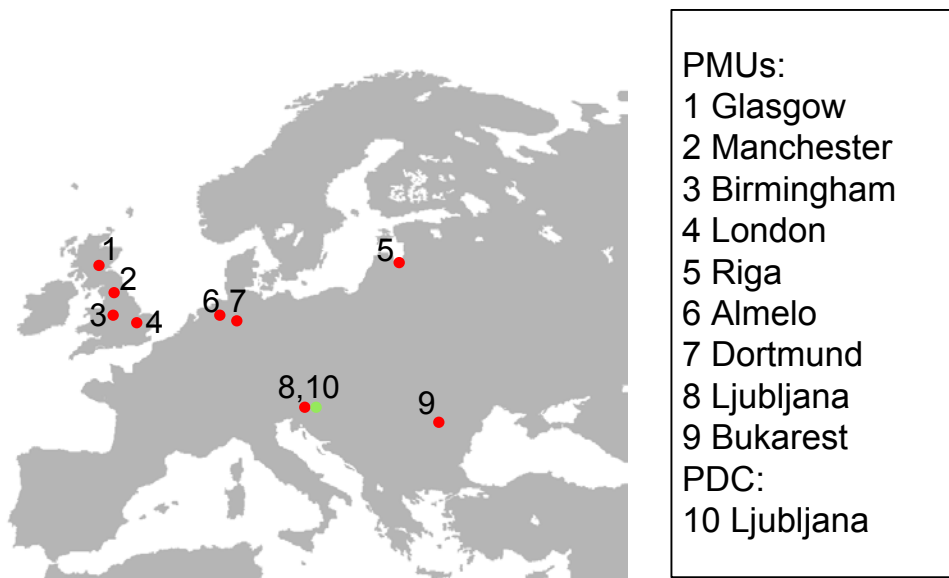 1
2
3
4
5
6 7
8,10
9
PMUs:
1 Glasgow
2 Manchester
3 Birmingham
4 London
5 Riga
6 Almelo
7 Dortmund
8 Ljubljana
9 Bukarest
PDC:
10 Ljubljana